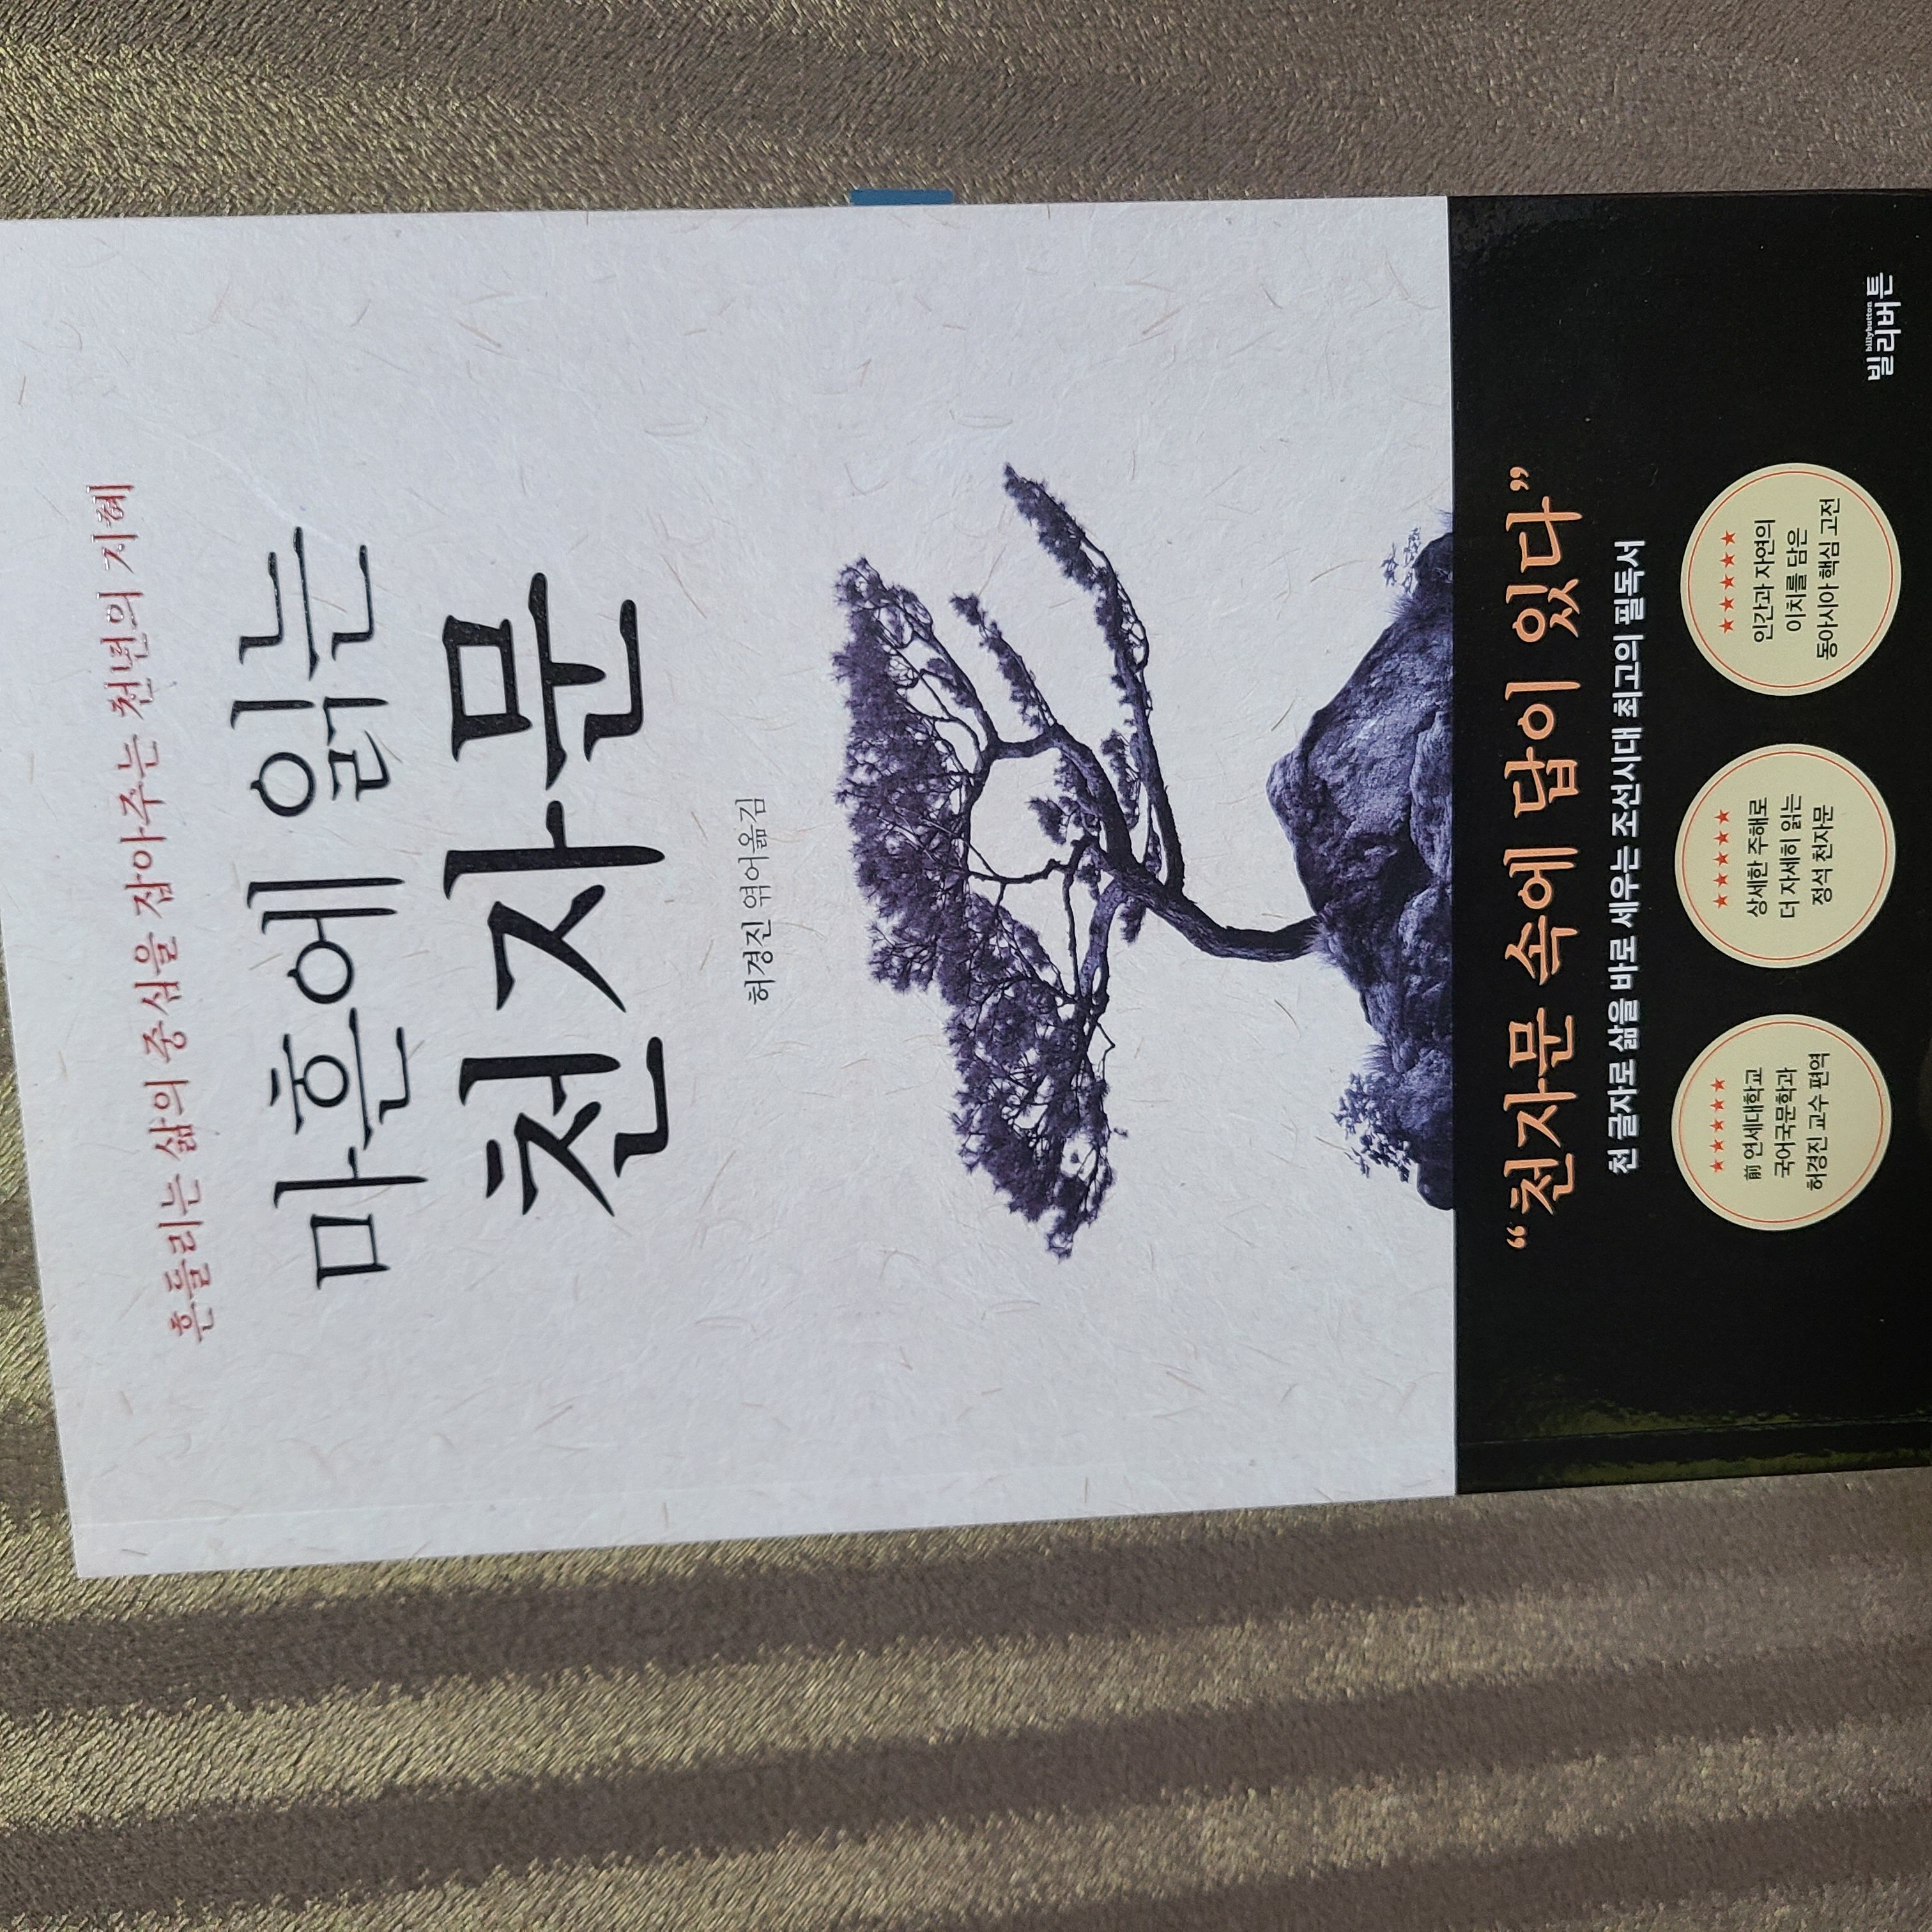 흔들리는 삶의 중심을 잡아주는 천년의 지혜
마흔에 읽는
천자문
허경진 엮어옮김
“천자문 속에 답이 있다”
천 글자로 삶을 바로 세우는 조선시대 최고의 필독서
★★★★★
前 연세대학교
국어국문학과
허경진 교수 편역
★★★★★
상세한 주해로
더 자세히 읽는
정석 천자문
★★★★★
인간과 자연의
이치를 담은
동아시아 핵심 고전
billybutton
빌리버튼